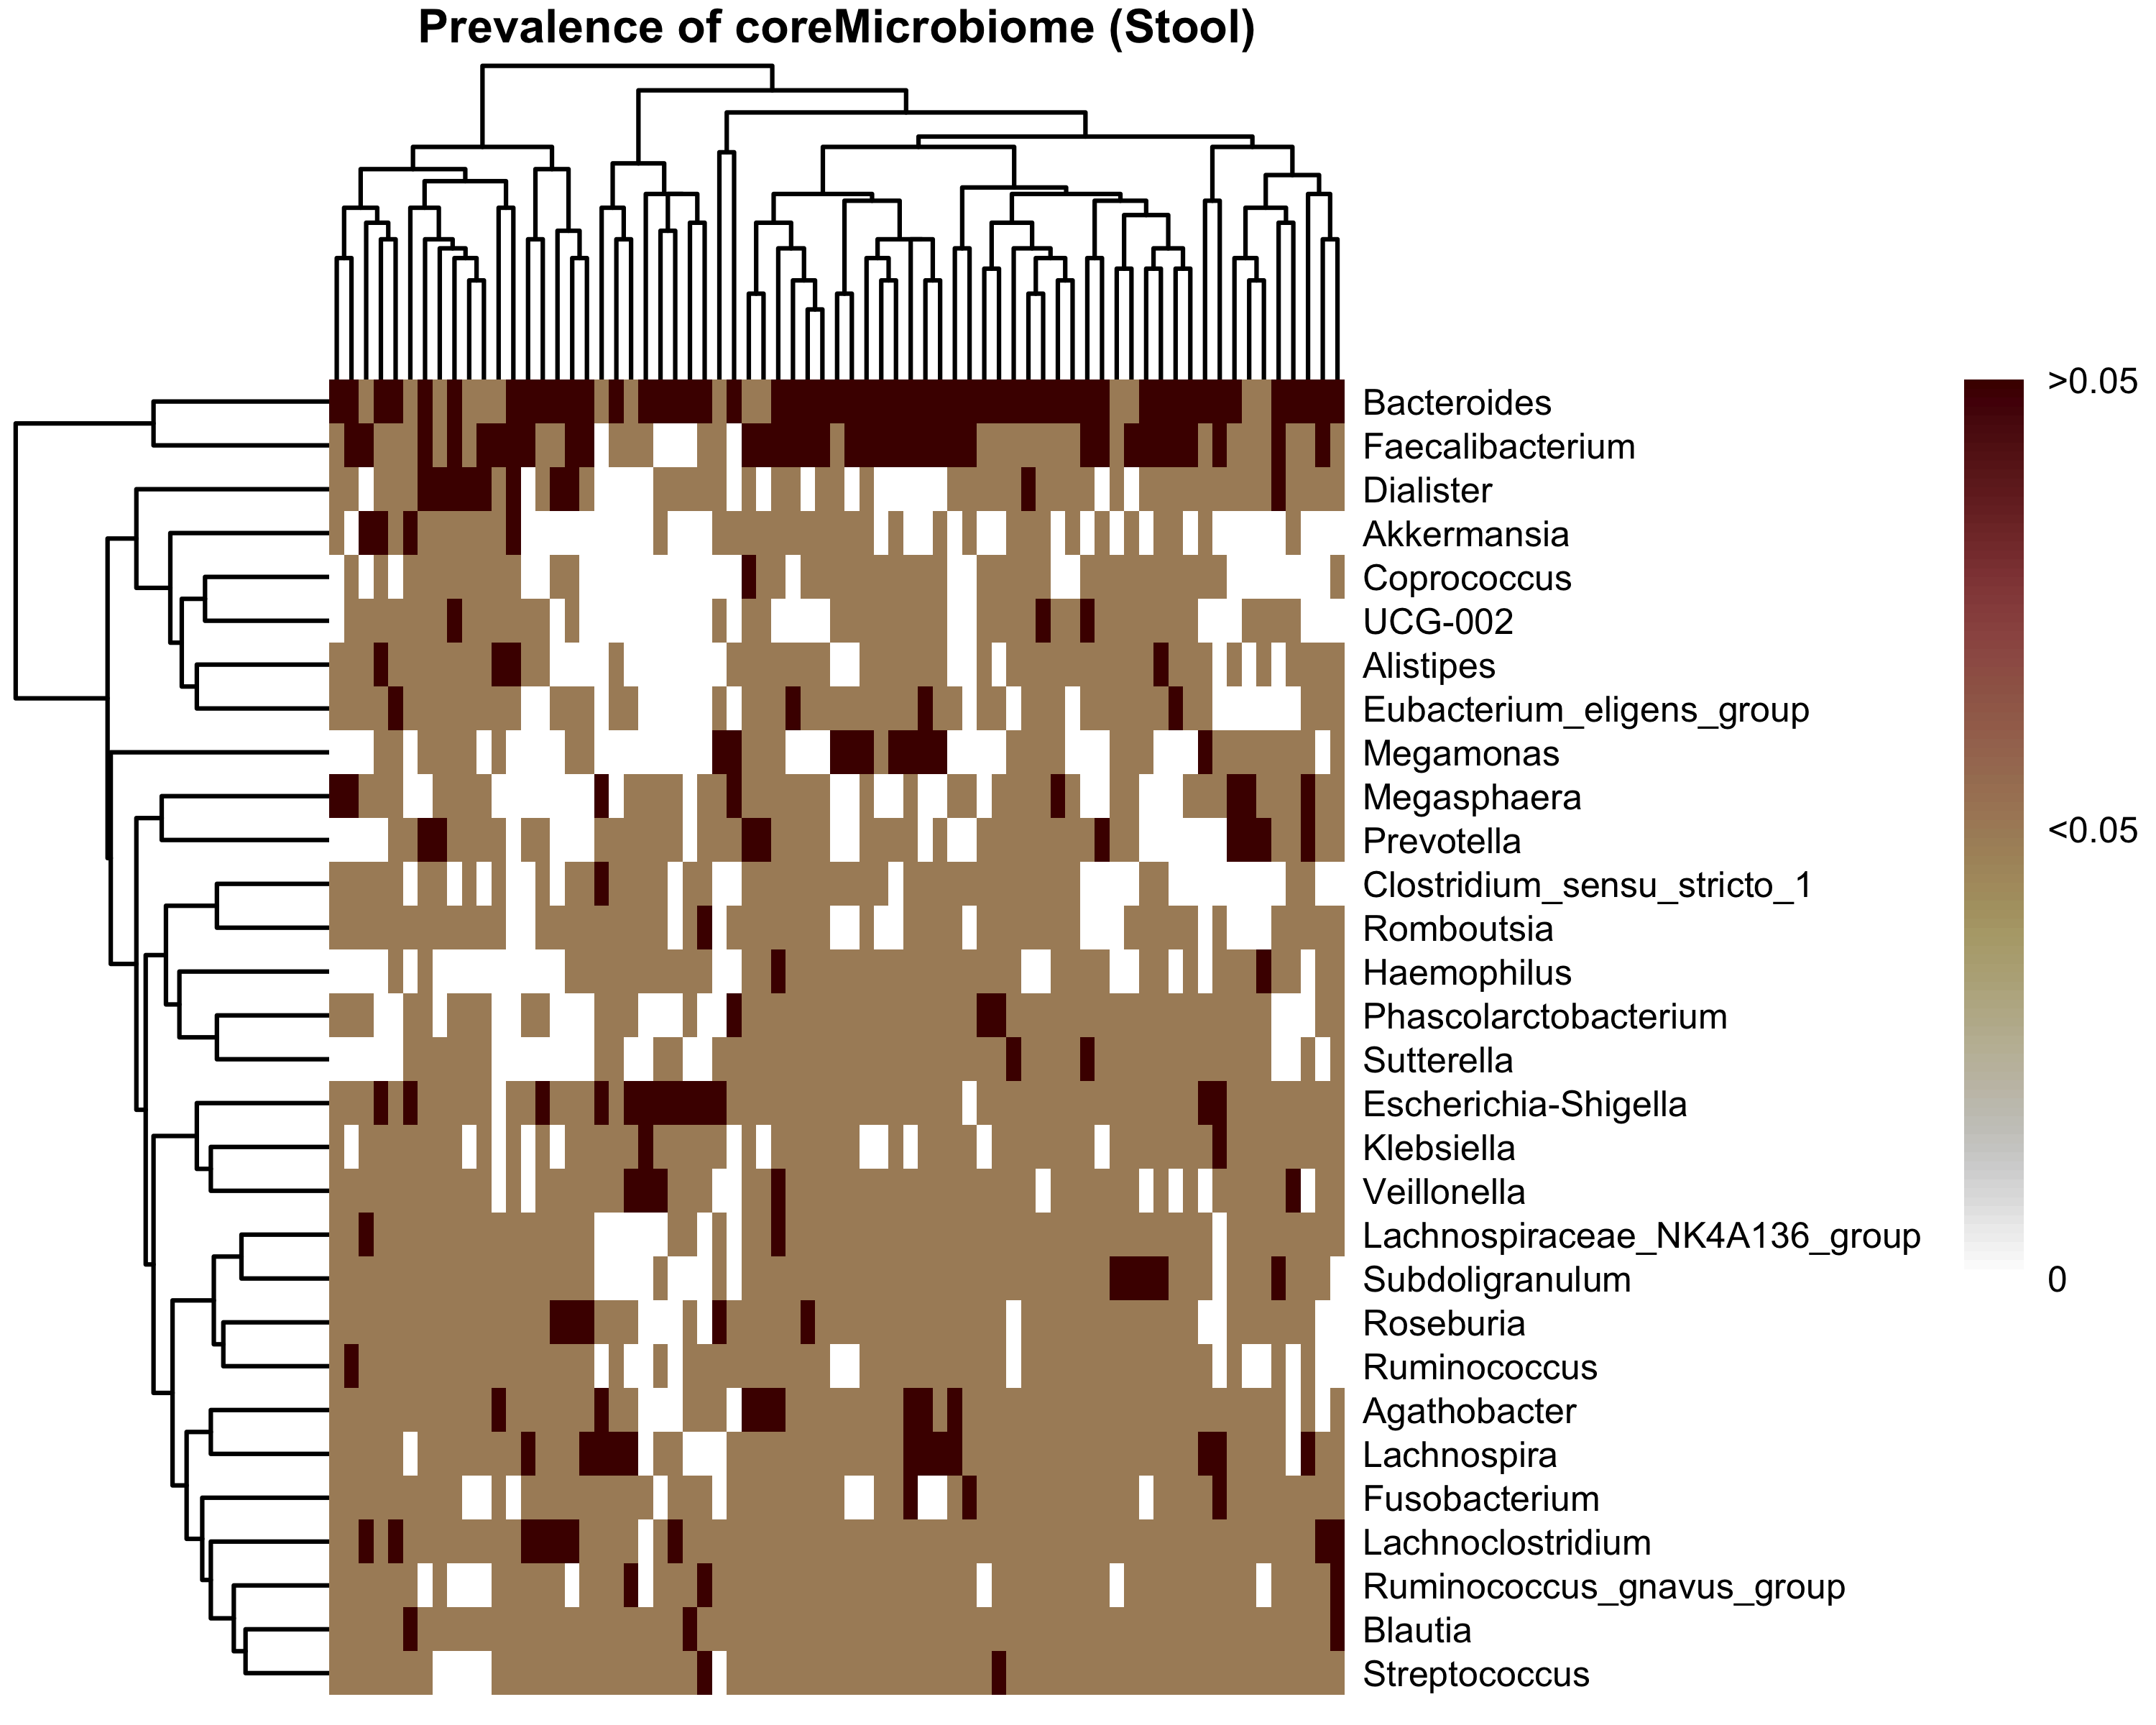 Prevalence of coreMicrobiome (Stool)
Bacteroides
Faecalibacterium
Dialister
Akkermansia
Coprococcus
UCG-002
Alistipes
Eubacterium_eligens_group
Megamonas
Megasphaera
Prevotella
Clostridium_sensu_stricto_1
Romboutsia
Haemophilus
Phascolarctobacterium
Sutterella
Escherichia-Shigella
Klebsiella
Veillonella
Lachnospiraceae_NK4A136_group
Subdoligranulum
Roseburia
Ruminococcus
Agathobacter
Lachnospira
Fusobacterium
Lachnoclostridium
Ruminococcus_gnavus_group
Blautia
Streptococcus
>0.05
<0.05
0